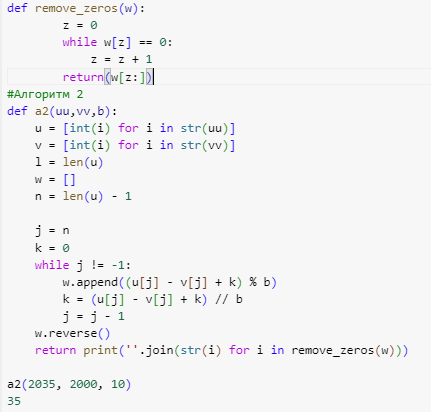 def remove_zeros(w):
        z = 0
        while w[z] == 0:
            z = z + 1
        return(w[z:])
#Алгоритм 2
def a2(uu,vv,b):
    u = [int(i) for i in str(uu)]
    v = [int(i) for i in str(vv)]
    l = len(u)
    w = []
    n = len(u) - 1

    j = n
    k = 0
    while j != -1:
        w.append((u[j] - v[j] + k) % b)
        k = (u[j] - v[j] + k) // b
        j = j - 1
    w.reverse()
    return print(''.join(str(i) for i in remove_zeros(w)))

a2(2035, 2000, 10)
35